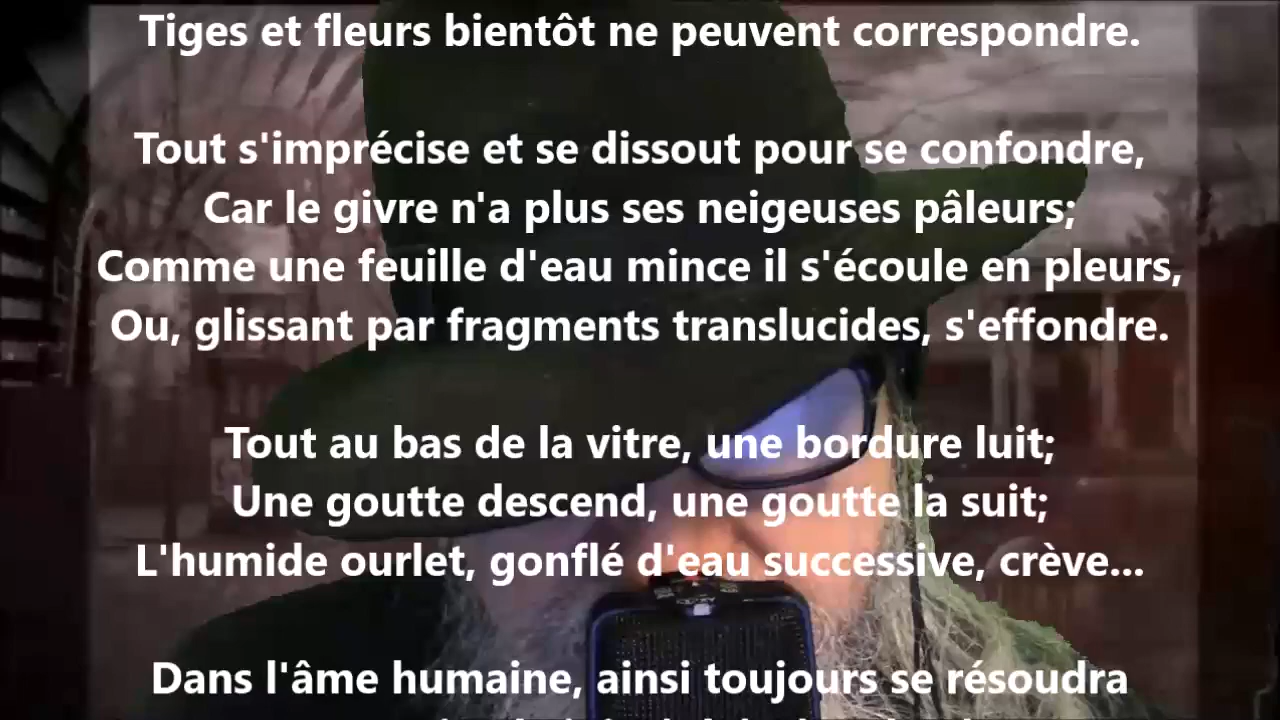 Tiges et fleurs bientôt ne peuvent correspondre.
Tout s'imprécise et se dissout pour se confondre,
Car le givre n'a plus ses neigeuses pâleurs;
Comme une feuille d'eau mince il s'écoule en pleurs,
Ou, glissant par fragments translucides, s'effondre.
Tout au bas de la vitre, une bordure luit;
Une goutte descend, une goutte la suit;
L'humide ourlet, gonflé d'eau successive, crève...
Dans l'âme humaine, ainsi toujours se résoudra